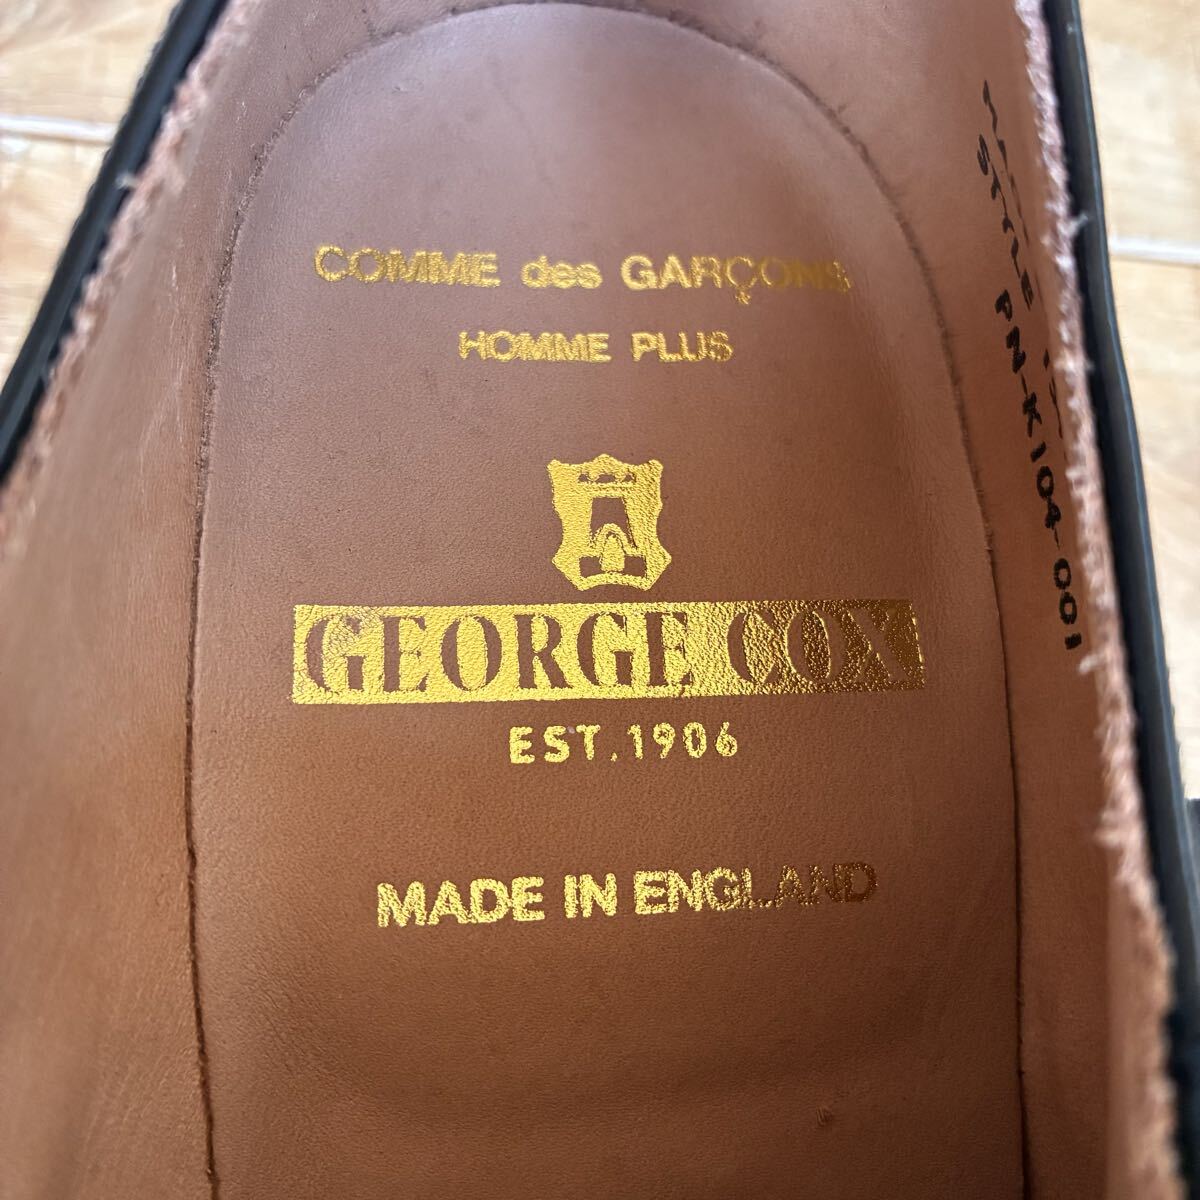 COMME des GARÇONS
HOMME PLUS
GEORGE COX
EST. 1906
MADE IN ENGLAND
STYLE PN-K104-001